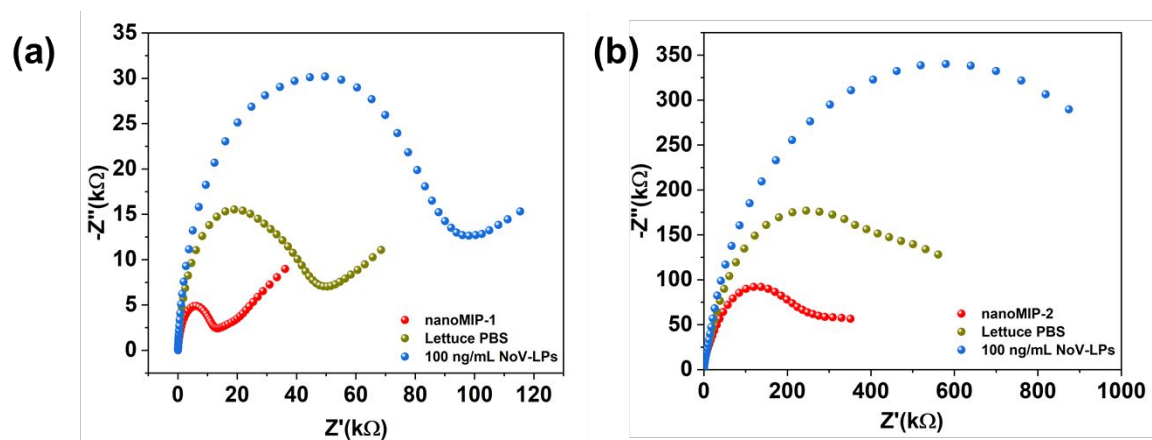 (a)
-Z''(kΩ)
35
30
25
20
15
10
5
0
0 20 40 60 80 100 120
Z'(kΩ)
nanoMIP-1
Lettuce PBS
100 ng/mL NoV-LPs
(b)
-Z''(kΩ)
350
300
250
200
150
100
50
0
0 200 400 600 800 1000
Z'(kΩ)
nanoMIP-2
Lettuce PBS
100 ng/mL NoV-LPs